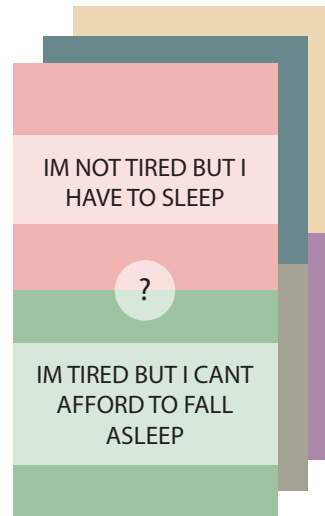 IM NOT TIRED BUT I
HAVE TO SLEEP
?
IM TIRED BUT I CANT
AFFORD TO FALL
ASLEEP